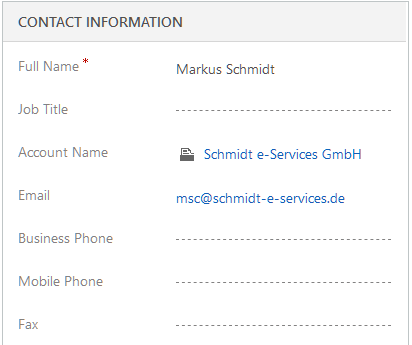 CONTACT INFORMATION
Full Name * Markus Schmidt
Job Title
Account Name Schmidt e-Services GmbH
Email msc@schmidt-e-services.de
Business Phone
Mobile Phone
Fax